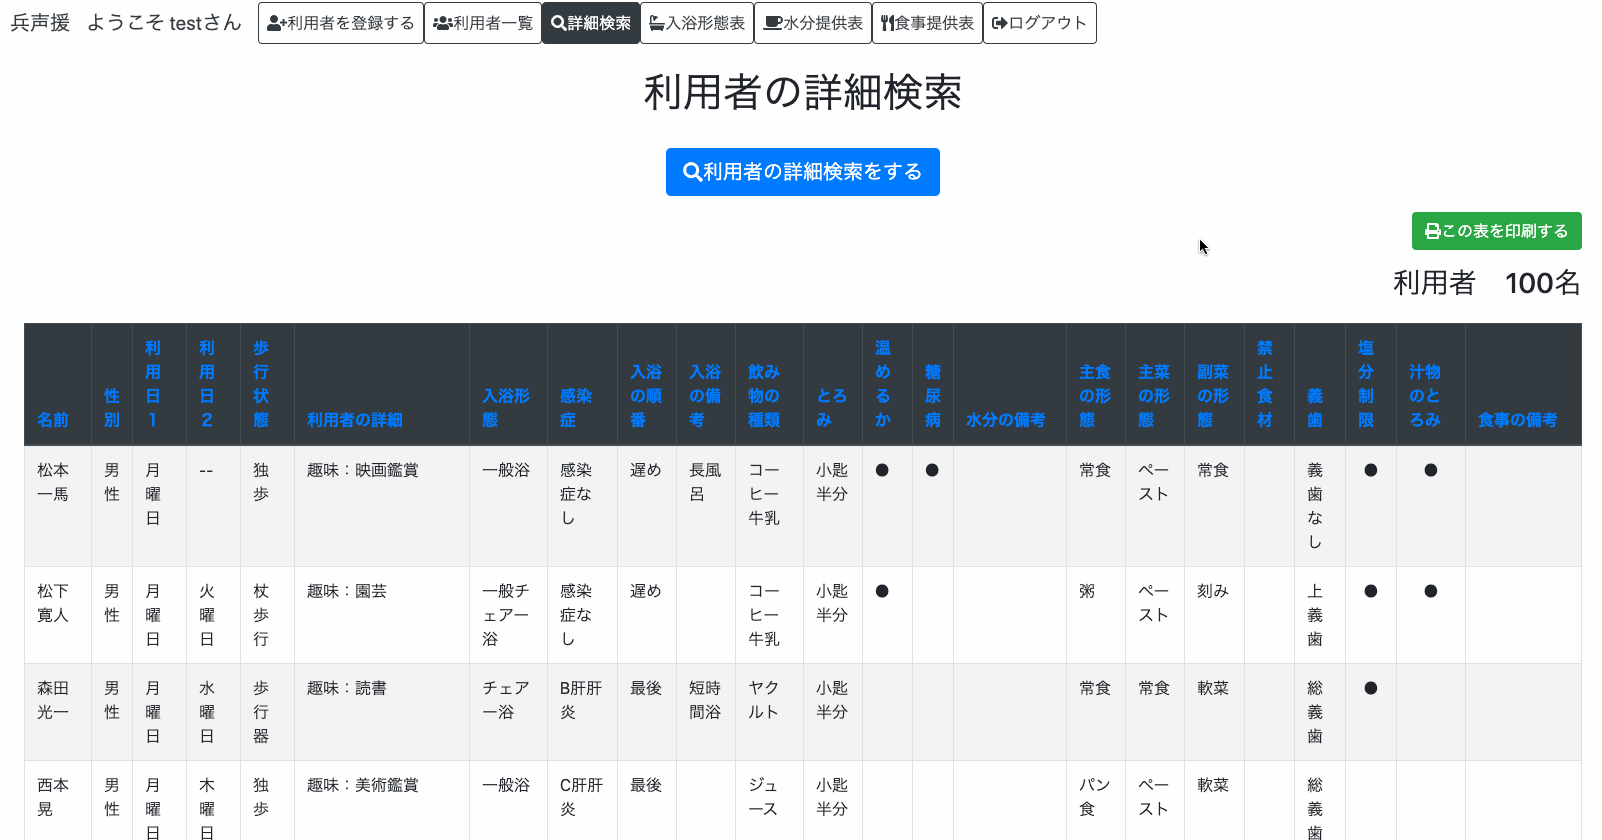 兵声援 ようこそ testさん 利用者を登録する 利用者一覧 詳細検索 入浴形態表 水分提供表 食事提供表 ログアウト
利用者の詳細検索
利用者の詳細検索をする
この表を印刷する
利用者 100名
名前 性別 利用日1 利用日2 歩行状態 利用者の詳細 入浴形態 感染症 入浴の順番 入浴の備考 飲み物の種類 とろみ 温めるか 糖尿病 水分の備考 主食の形態 主菜の形態 副菜の形態 禁止食材 義歯 塩分制限 汁物のとろみ 食事の備考
松本一馬 男性 月曜日 -- 独歩 趣味：映画鑑賞 一般浴 感染症なし 遅め 長風呂 コーヒー牛乳 小匙半分 ● ● 常食 ペースト 常食 義歯なし ● ●
松下寛人 男性 月曜日 火曜日 杖歩行 趣味：園芸 一般チェアー浴 感染症なし 遅め コーヒー牛乳 小匙半分 ● 粥 ペースト 刻み 上義歯 ● ●
森田光一 男性 月曜日 水曜日 歩行器 趣味：読書 チェアー浴 B肝肝炎 最後 短時間浴 ヤクルト 小匙半分 常食 常食 軟菜 総義歯 ●
西本晃 男性 月曜日 木曜日 独歩 趣味：美術鑑賞 一般浴 C肝肝炎 最後 ジュース 小匙半分 パン食 ペースト 軟菜 総義歯